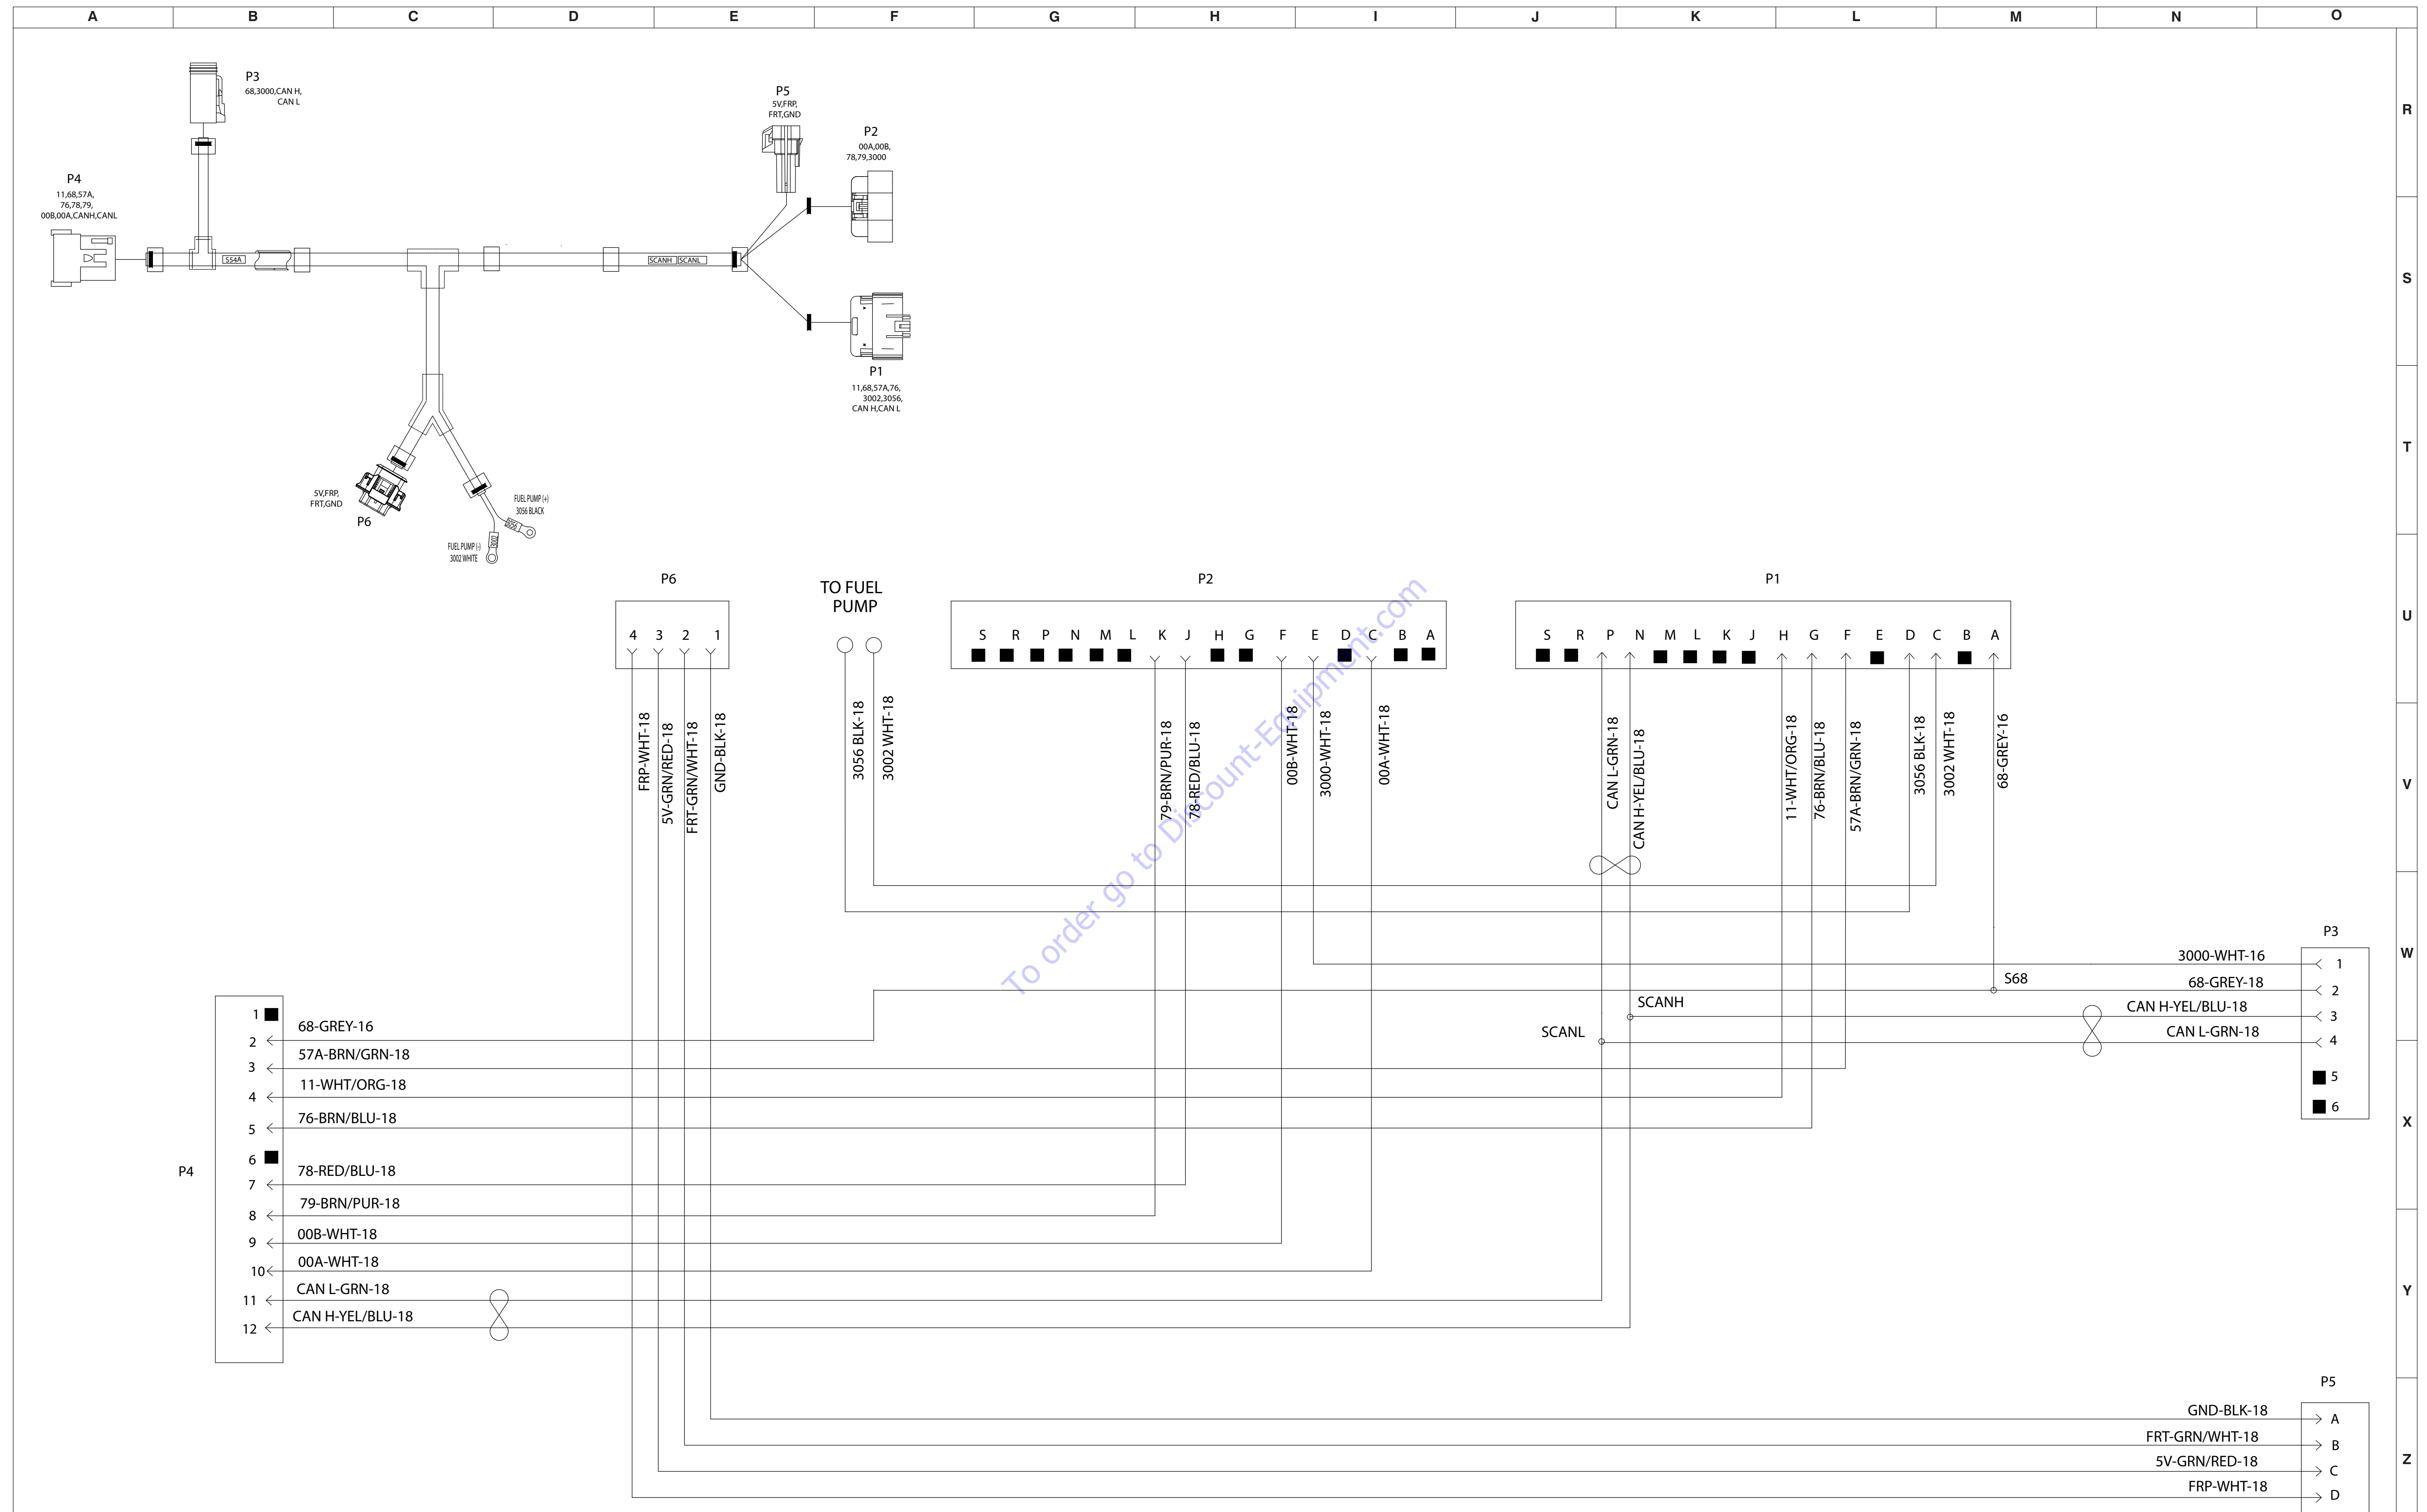 A B C D E F G H I J K L M N O
R
S
T
U
V
W
X
Y
Z
P3
68,3000,CAN H,
CAN L
P5
5V,FRP,
FRT,GND
P2
00A,00B,
78,79,3000
P4
11,68,57A,
76,78,79,
00B,00A,CANH,CANL
S54A
SCANH SCANL
P1
11,68,57A,76,
3002,3056,
CAN H,CAN L
5V,FRP,
FRT,GND
P6
FUEL PUMP (+)
3056 BLACK
3056
3002
FUEL PUMP (-)
3002 WHITE
P6
4 3 2 1
FRP-WHT-18
5V-GRN/RED-18
FRT-GRN/WHT-18
GND-BLK-18
TO FUEL
PUMP
3056 BLK-18
3002 WHT-18
P2
S R P N M L K J H G F E D C B A
79-BRN/PUR-18
78-RED/BLU-18
00B-WHT-18
3000-WHT-18
00A-WHT-18
P1
S R P N M L K J H G F E D C B A
CAN L-GRN-18
CAN H-YEL/BLU-18
11-WHT/ORG-18
76-BRN/BLU-18
57A-BRN/GRN-18
3056 BLK-18
3002 WHT-18
68-GREY-16
To order go to Discount-Equipment.com
P3
3000-WHT-16 1
S68
68-GREY-18 2
SCANH
CAN H-YEL/BLU-18 3
SCANL
CAN L-GRN-18 4
5
6
P4
1
68-GREY-16
2
57A-BRN/GRN-18
3
11-WHT/ORG-18
4
76-BRN/BLU-18
5
6
78-RED/BLU-18
7
79-BRN/PUR-18
8
00B-WHT-18
9
00A-WHT-18
10
CAN L-GRN-18
11
CAN H-YEL/BLU-18
12
P5
GND-BLK-18 A
FRT-GRN/WHT-18 B
5V-GRN/RED-18 C
FRP-WHT-18 D